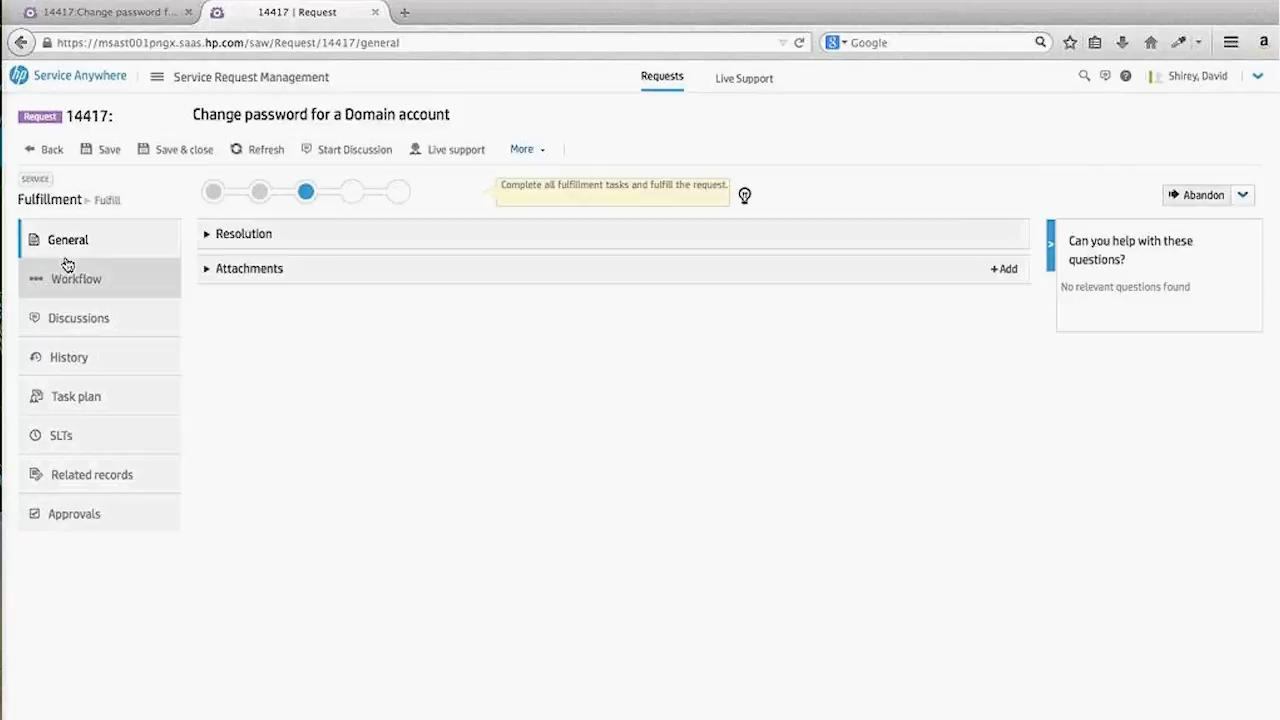 14417:Change password f...
14417 | Request
https://msast001pngx.saas.hp.com/saw/Request/14417/general
Google
hp Service Anywhere
Service Request Management
Requests
Live Support
Shirey, David
Request 14417:
Change password for a Domain account
Back
Save
Save & close
Refresh
Start Discussion
Live support
More
SERVICE
Fulfillment
Fulfill
Complete all fulfillment tasks and fulfill the request.
Abandon
General
Workflow
Discussions
History
Task plan
SLTs
Related records
Approvals
Resolution
Attachments
+ Add
Can you help with these
questions?
No relevant questions found